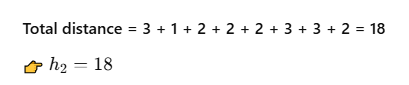 Total distance = 3 + 1 + 2 + 2 + 2 + 3 + 3 + 2 = 18
👉 h₂ = 18